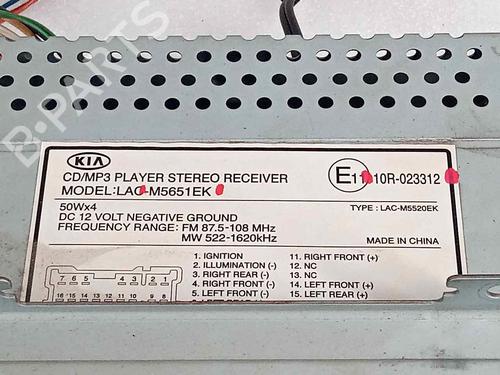 B-PARTS
KIA
CD/MP3 PLAYER STEREO RECEIVER
MODEL:LAC-M5651EK
E11 10R-023312
50Wx4
TYPE : LAC-M5520EK
DC 12 VOLT NEGATIVE GROUND
FREQUENCY RANGE: FM 87.5-108 MHz
MW 522-1620kHz
MADE IN CHINA
1. IGNITION 11. RIGHT FRONT (+)
2. ILLUMINATION (-) 12. NC
3. RIGHT REAR (-) 13. NC
4. RIGHT FRONT (-) 14. LEFT FRONT (+)
5. LEFT FRONT (-) 15. LEFT REAR (+)
7 6 5 4 3 2 1
16 15 14 13 12 11 10 9 8